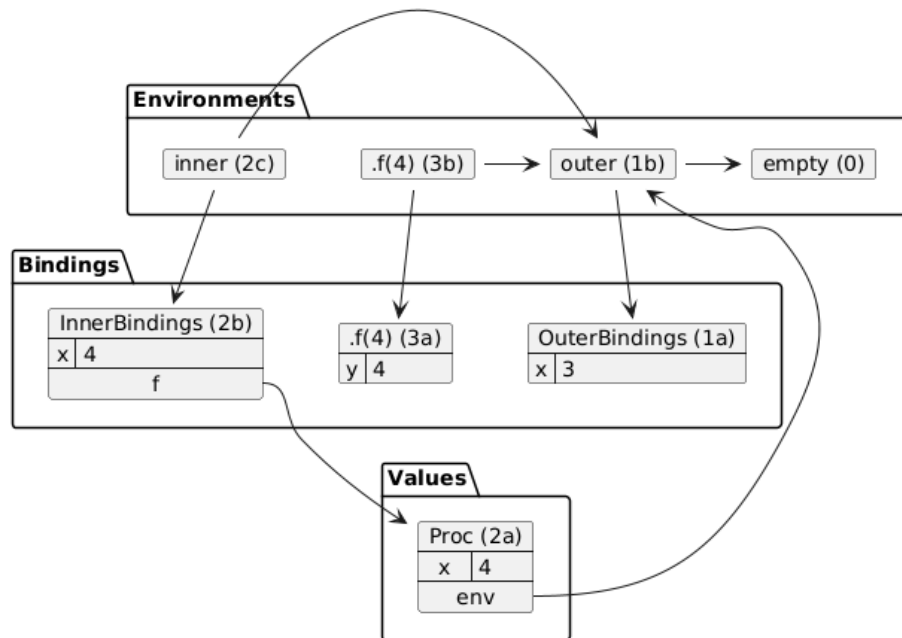 Environments
inner (2c)
.f(4) (3b)
outer (1b)
empty (0)
Bindings
InnerBindings (2b)
x 4
f
.f(4) (3a)
y 4
OuterBindings (1a)
x 3
Values
Proc (2a)
x 4
env